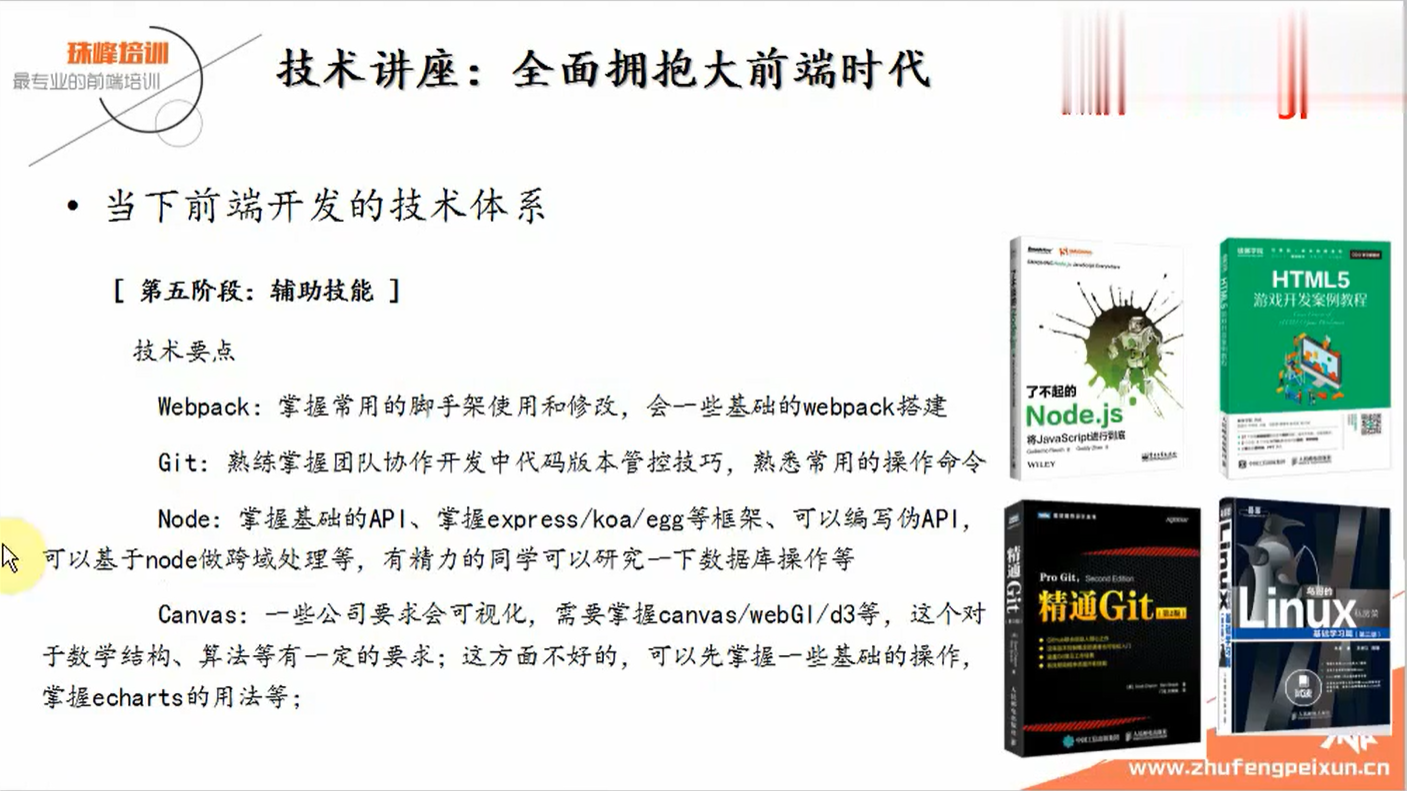 珠峰培训
最专业的前端培训
技术讲座：全面拥抱大前端时代
• 当下前端开发的技术体系
[ 第五阶段：辅助技能 ]
技术要点
Webpack：掌握常用的脚手架使用和修改，会一些基础的webpack搭建
Git：熟练掌握团队协作开发中代码版本管控技巧，熟悉常用的操作命令
Node：掌握基础的API、掌握express/koa/egg等框架、可以编写伪API，
可以基于node做跨域处理等，有精力的同学可以研究一下数据库操作等
Canvas：一些公司要求会可视化，需要掌握canvas/webGl/d3等，这个对
于数学结构、算法等有一定的要求；这方面不好的，可以先掌握一些基础的操作，
掌握echarts的用法等；
了不起的
Node.js
将JavaScript进行到底
WILEY
HTML5
游戏开发案例教程
精通Git
Pro Git, Second Edition
精通Git（第2版）
Linux
鸟哥的
Linux 私房菜
基础学习篇（第三版）
www.zhufengpeixun.cn